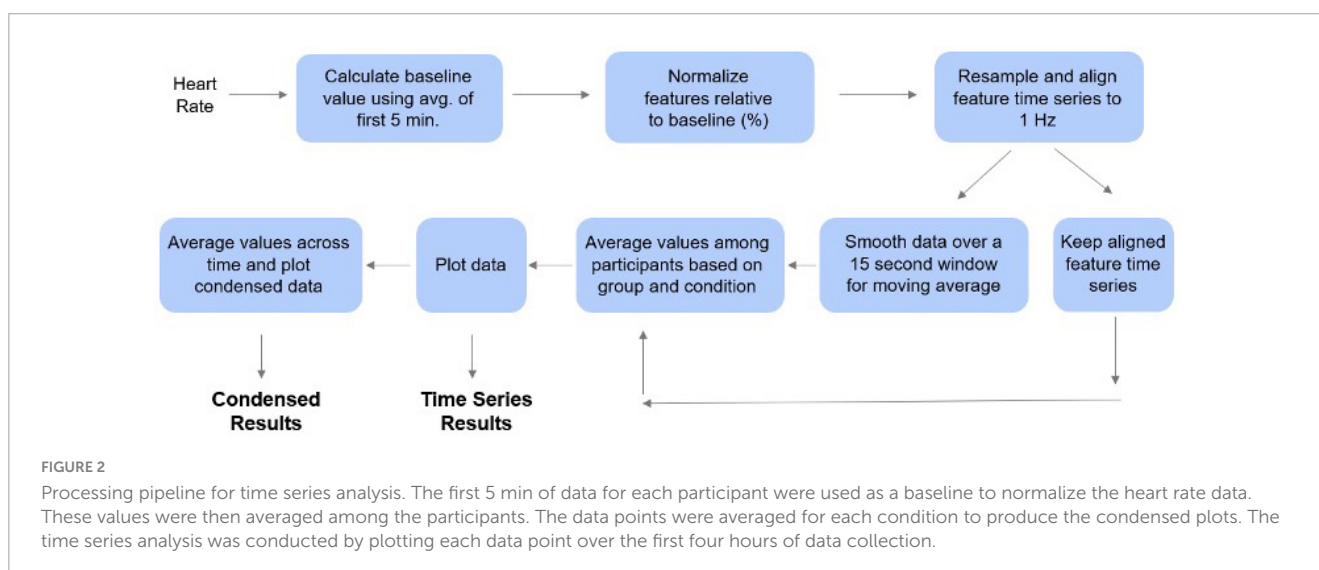 Heart
Rate
Calculate baseline
value using avg. of
first 5 min.
Normalize
features relative
to baseline (%)
Resample and align
feature time series to
1 Hz
Average values across
time and plot
condensed data
Plot data
Average values among
participants based on
group and condition
Smooth data over a
15 second window
for moving average
Keep aligned
feature time
series
Condensed
Results
Time Series
Results
FIGURE 2
Processing pipeline for time series analysis. The first 5 min of data for each participant were used as a baseline to normalize the heart rate data.
These values were then averaged among the participants. The data points were averaged for each condition to produce the condensed plots. The
time series analysis was conducted by plotting each data point over the first four hours of data collection.